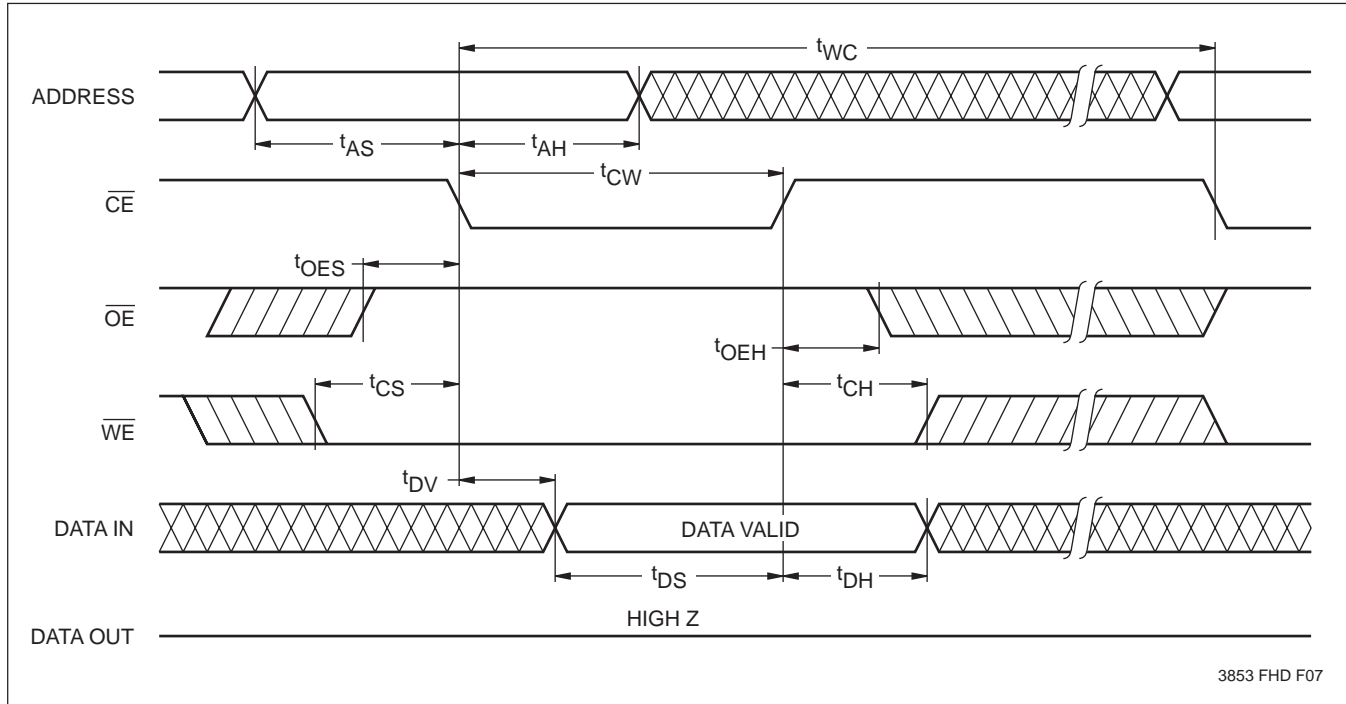 tWC
ADDRESS
tAS
tAH
tCW
CE
tOES
OE
tOEH
tCS
tCH
WE
tDV
DATA IN
DATA VALID
tDS
tDH
HIGH Z
DATA OUT
3853 FHD F07